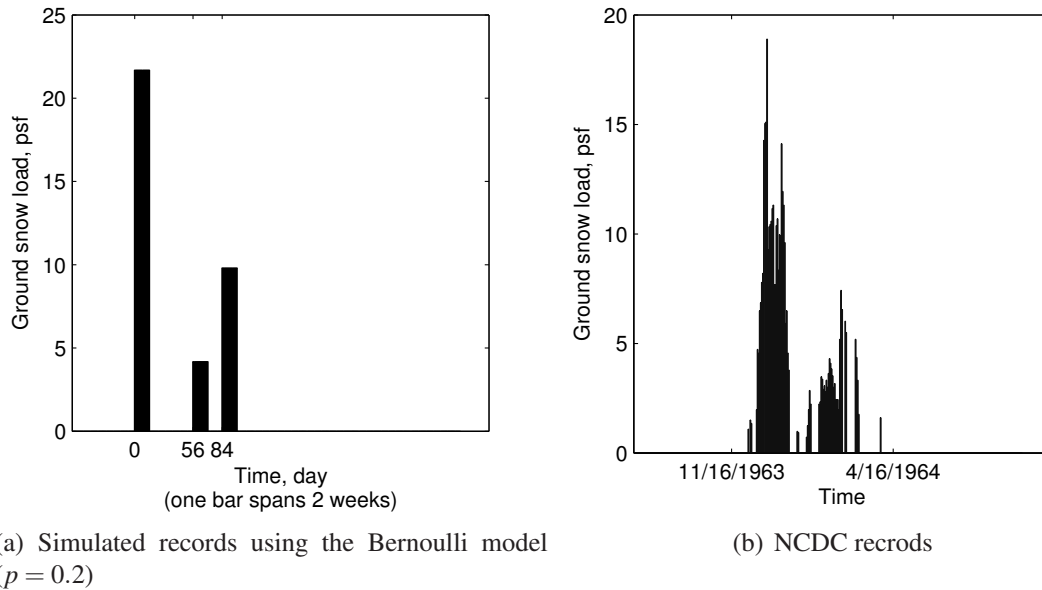 25
20
15
10
5
0
Ground snow load, psf
0
56 84
Time, day
(one bar spans 2 weeks)
(a) Simulated records using the Bernoulli model
(p = 0.2)
20
15
10
5
0
Ground snow load, psf
11/16/1963
4/16/1964
Time
(b) NCDC recrods